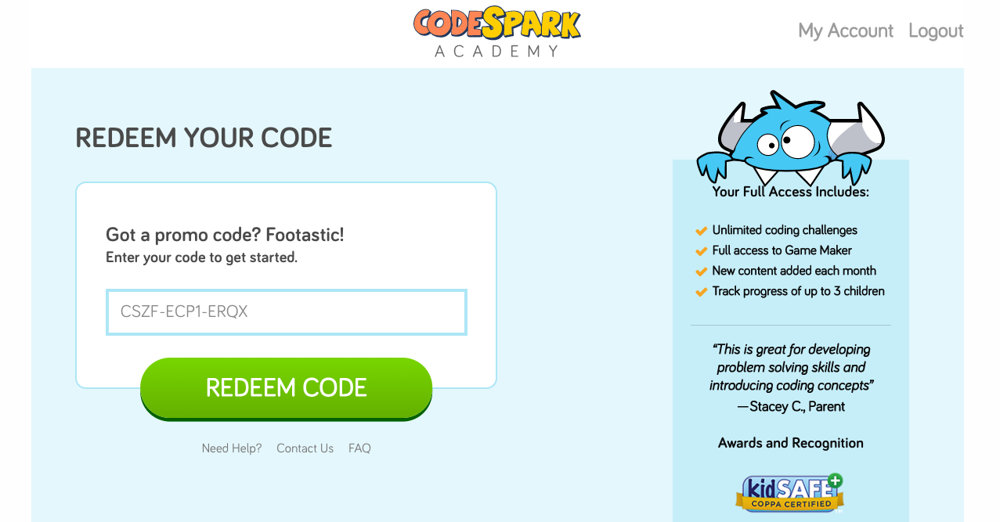 CODESPARK
ACADEMY
My Account Logout
REDEEM YOUR CODE
Got a promo code? Footastic!
Enter your code to get started.
CSZF-ECP1-ERQX
REDEEM CODE
Need Help? Contact Us FAQ
Your Full Access Includes:
Unlimited coding challenges
Full access to Game Maker
New content added each month
Track progress of up to 3 children
“This is great for developing
problem solving skills and
introducing coding concepts”
—Stacey C., Parent
Awards and Recognition
kidSAFE+
COPPA CERTIFIED